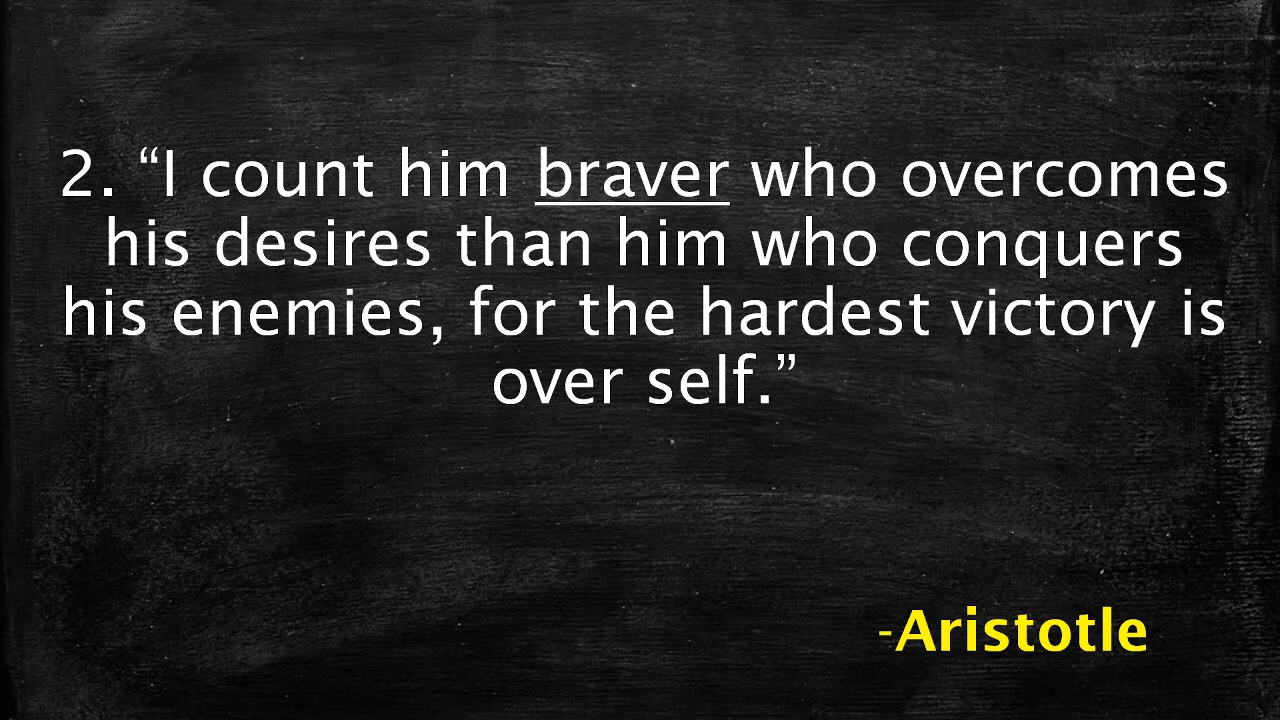 2. “I count him braver who overcomes
his desires than him who conquers
his enemies, for the hardest victory is
over self.”
-Aristotle